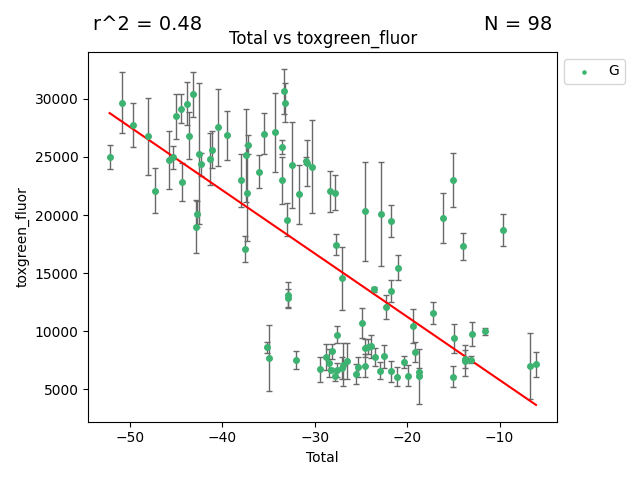 r^2 = 0.48 N = 98
Total vs toxgreen_fluor
G
30000
25000
20000
15000
10000
5000
toxgreen_fluor
−50 −40 −30 −20 −10
Total